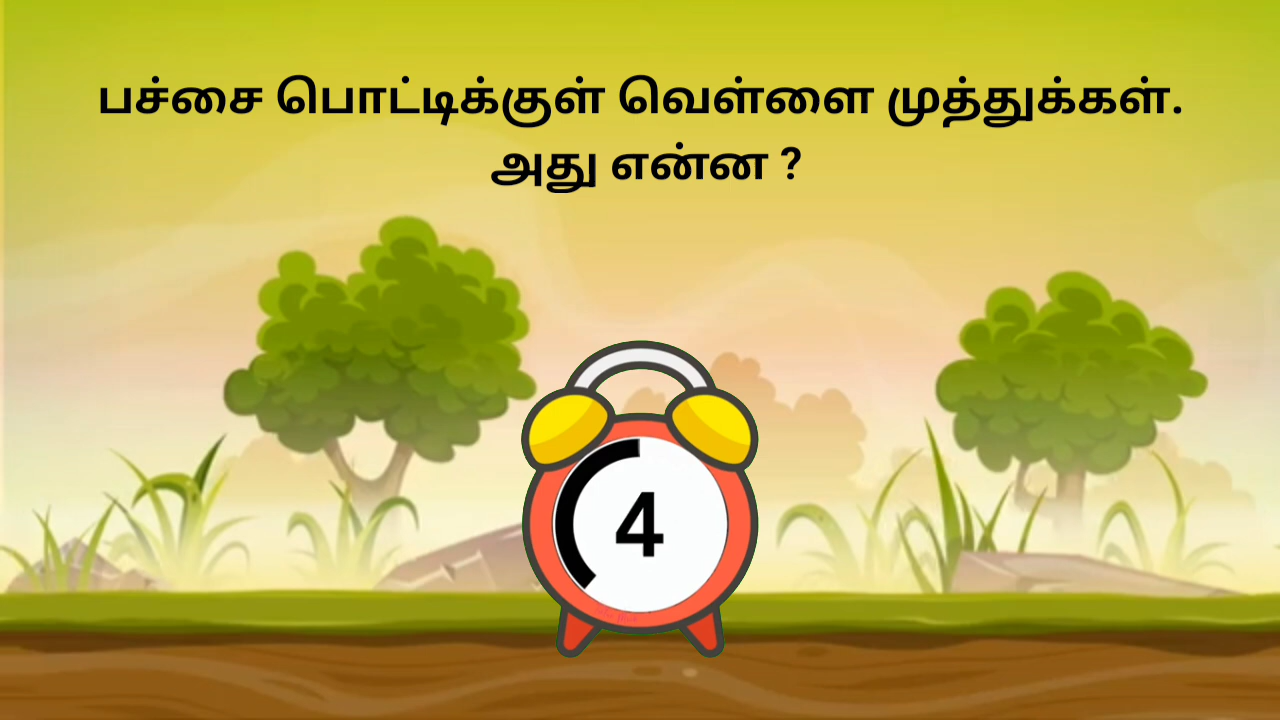 பச்சை பொட்டிக்குள் வெள்ளை முத்துக்கள்.
அது என்ன ?
4